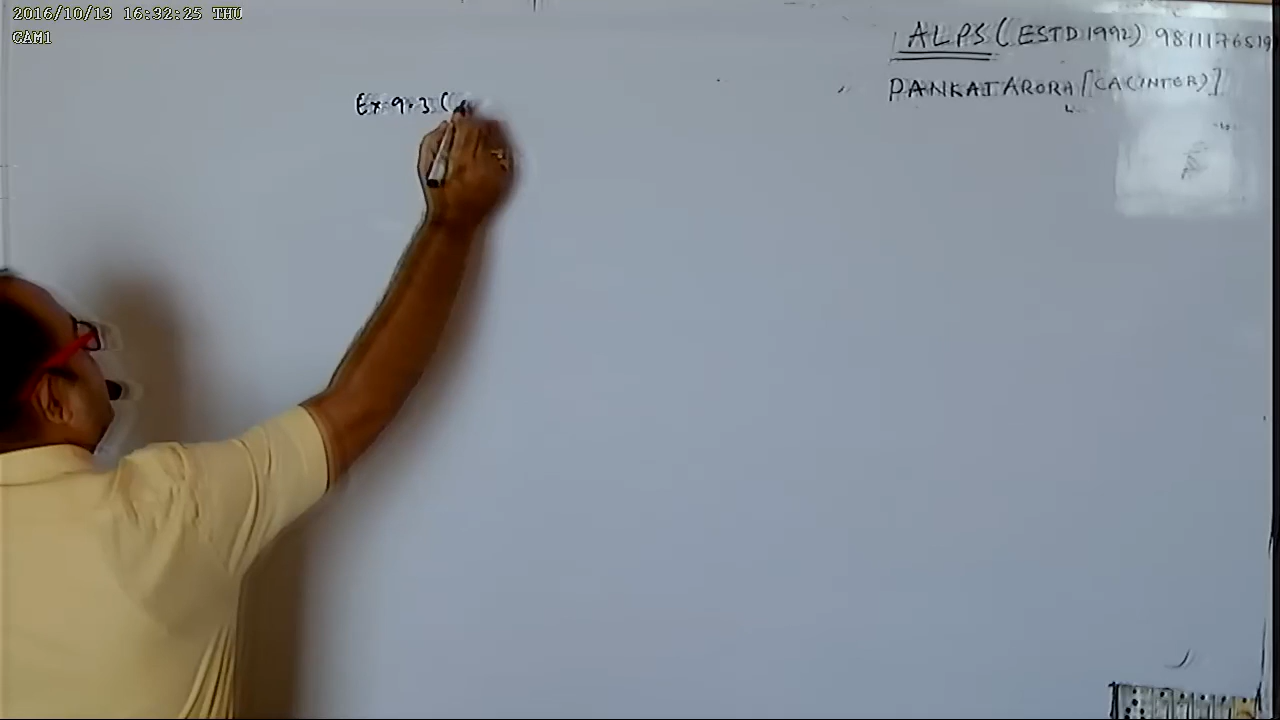 2016/10/13 16:32:25 THU
CAM1
ALPS (ESTD 1992) 9811176519
PANKAJ ARORA [CA(INTER)]
Ex 9.3 (